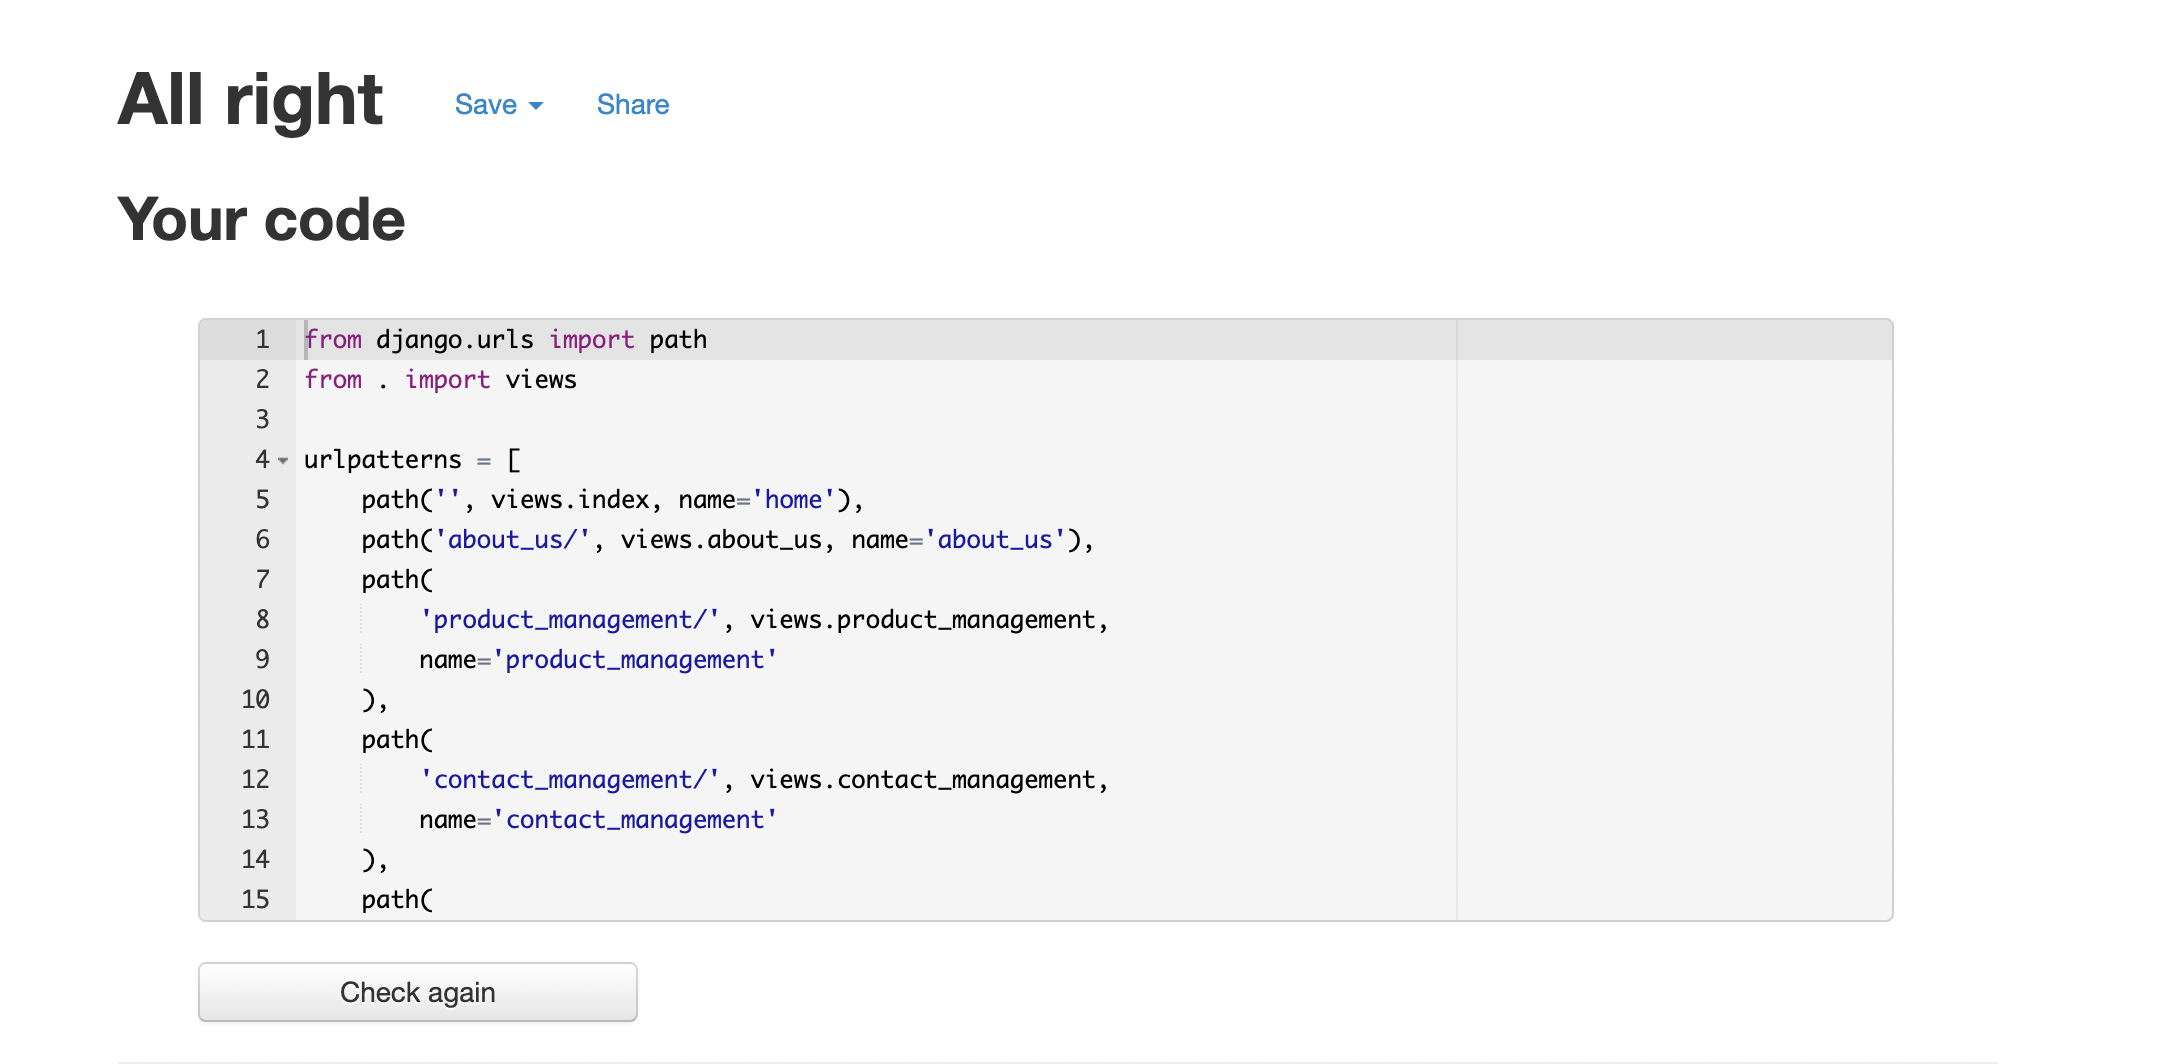 All right Save Share
Your code
1 from django.urls import path
2 from . import views
3
4 urlpatterns = [
5     path('', views.index, name='home'),
6     path('about_us/', views.about_us, name='about_us'),
7     path(
8         'product_management/', views.product_management,
9         name='product_management'
10     ),
11     path(
12         'contact_management/', views.contact_management,
13         name='contact_management'
14     ),
15     path(
Check again